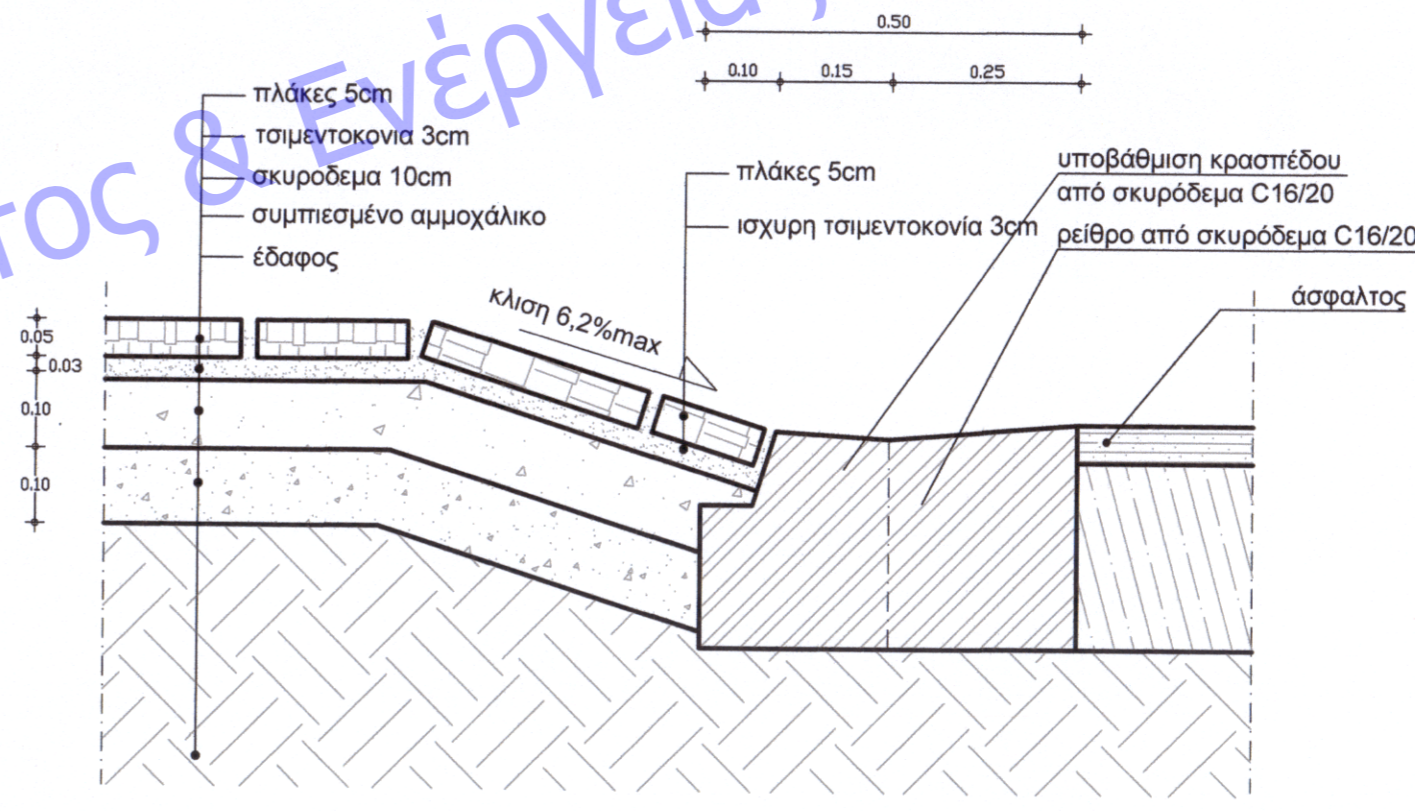 τος & Ενέργειας
0.50
0.10 0.15 0.25
πλάκες 5cm
τσιμεντοκονια 3cm
σκυροδεμα 10cm
συμπιεσμένο αμμοχάλικο
έδαφος
πλάκες 5cm
ισχυρη τσιμεντοκονία 3cm
υποβάθμιση κρασπέδου
από σκυρόδεμα C16/20
ρείθρο από σκυρόδεμα C16/20
άσφαλτος
κλιση 6,2%max
0.05
0.03
0.10
0.10